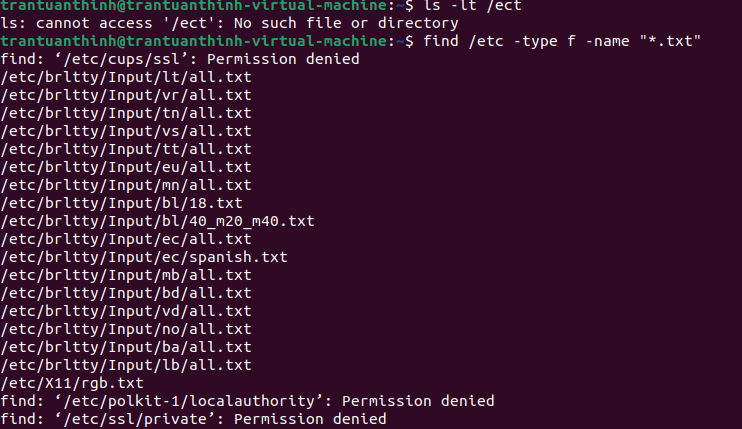 trantuanthinh@trantuanthinh-virtual-machine:~$ ls -lt /ect
ls: cannot access '/ect': No such file or directory
trantuanthinh@trantuanthinh-virtual-machine:~$ find /etc -type f -name "*.txt"
find: ‘/etc/cups/ssl’: Permission denied
/etc/brltty/Input/lt/all.txt
/etc/brltty/Input/vr/all.txt
/etc/brltty/Input/tn/all.txt
/etc/brltty/Input/vs/all.txt
/etc/brltty/Input/tt/all.txt
/etc/brltty/Input/eu/all.txt
/etc/brltty/Input/mn/all.txt
/etc/brltty/Input/bl/18.txt
/etc/brltty/Input/bl/40_m20_m40.txt
/etc/brltty/Input/ec/all.txt
/etc/brltty/Input/ec/spanish.txt
/etc/brltty/Input/mb/all.txt
/etc/brltty/Input/bd/all.txt
/etc/brltty/Input/vd/all.txt
/etc/brltty/Input/no/all.txt
/etc/brltty/Input/ba/all.txt
/etc/brltty/Input/lb/all.txt
/etc/X11/rgb.txt
find: ‘/etc/polkit-1/localauthority’: Permission denied
find: ‘/etc/ssl/private’: Permission denied